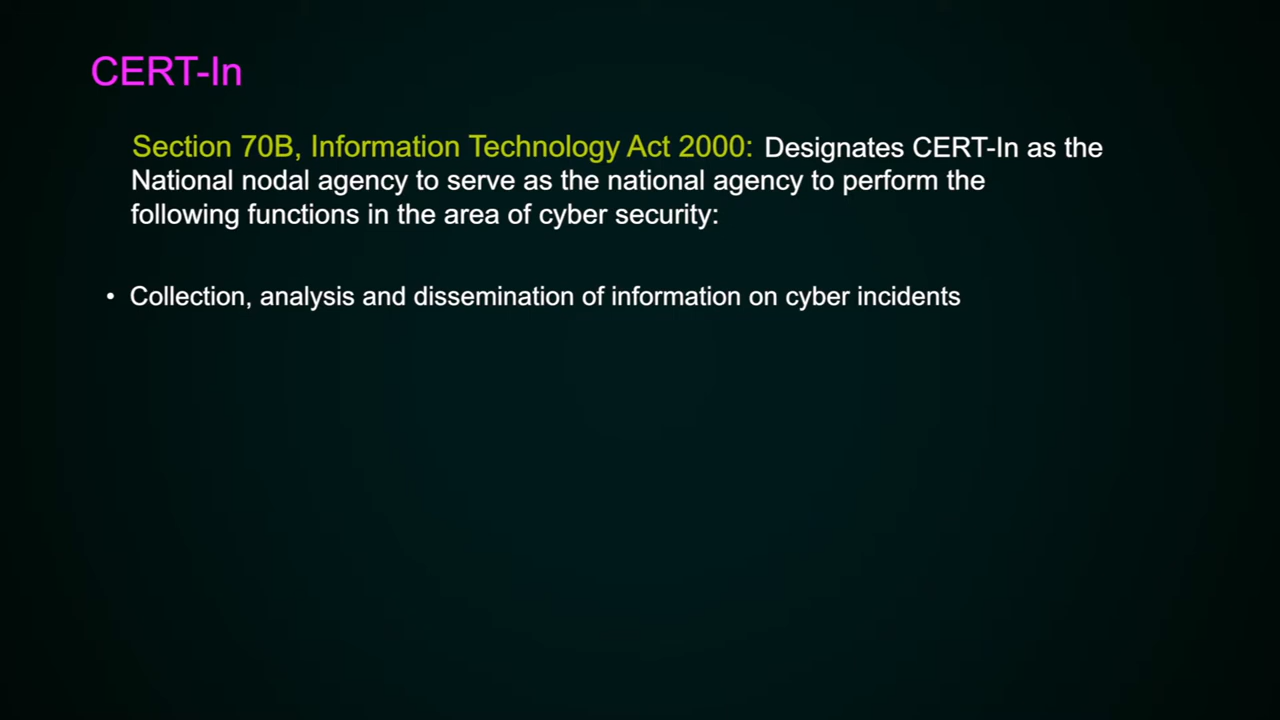 CERT-In
Section 70B, Information Technology Act 2000: Designates CERT-In as the
National nodal agency to serve as the national agency to perform the
following functions in the area of cyber security:
• Collection, analysis and dissemination of information on cyber incidents